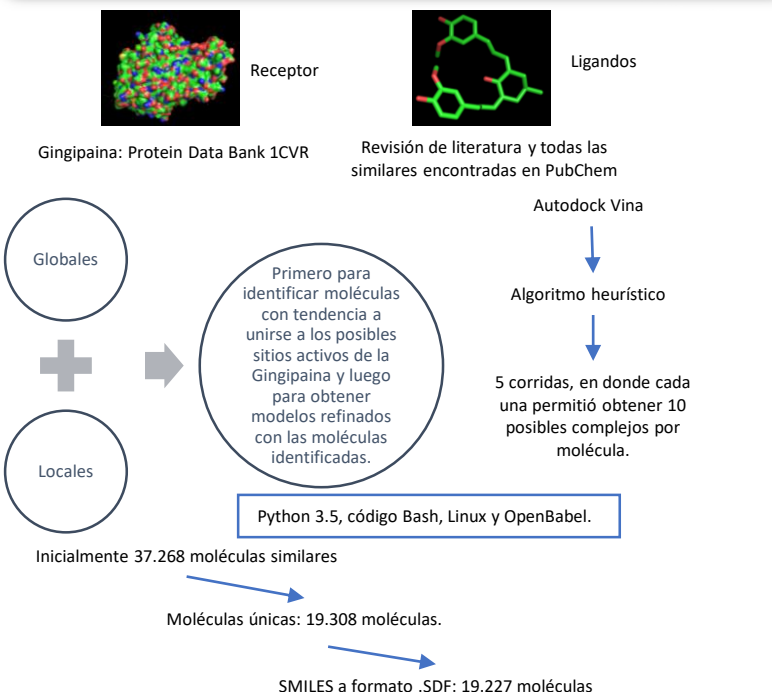 Receptor
Ligandos
Gingipaina: Protein Data Bank 1CVR
Revisión de literatura y todas las
similares encontradas en PubChem
Autodock Vina
Globales
Algoritmo heurístico
Primero para
identificar moléculas
con tendencia a
unirse a los posibles
sitios activos de la
Gingipaina y luego
para obtener
modelos refinados
con las moléculas
identificadas.
5 corridas, en donde cada
una permitió obtener 10
posibles complejos por
molécula.
Locales
Python 3.5, código Bash, Linux y OpenBabel.
Inicialmente 37.268 moléculas similares
Moléculas únicas: 19.308 moléculas.
SMILES a formato .SDF: 19.227 moléculas